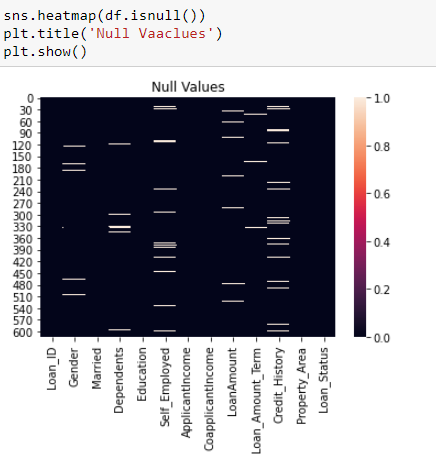 sns.heatmap(df.isnull())
plt.title('Null Vaaclues')
plt.show()
Null Values
0
30
60
90
120
150
180
210
240
270
300
330
360
390
420
450
480
510
540
570
600
1.0
0.8
0.6
0.4
0.2
0.0
Loan_ID
Gender
Married
Dependents
Education
Self_Employed
ApplicantIncome
CoapplicantIncome
LoanAmount
Loan_Amount_Term
Credit_History
Property_Area
Loan_Status